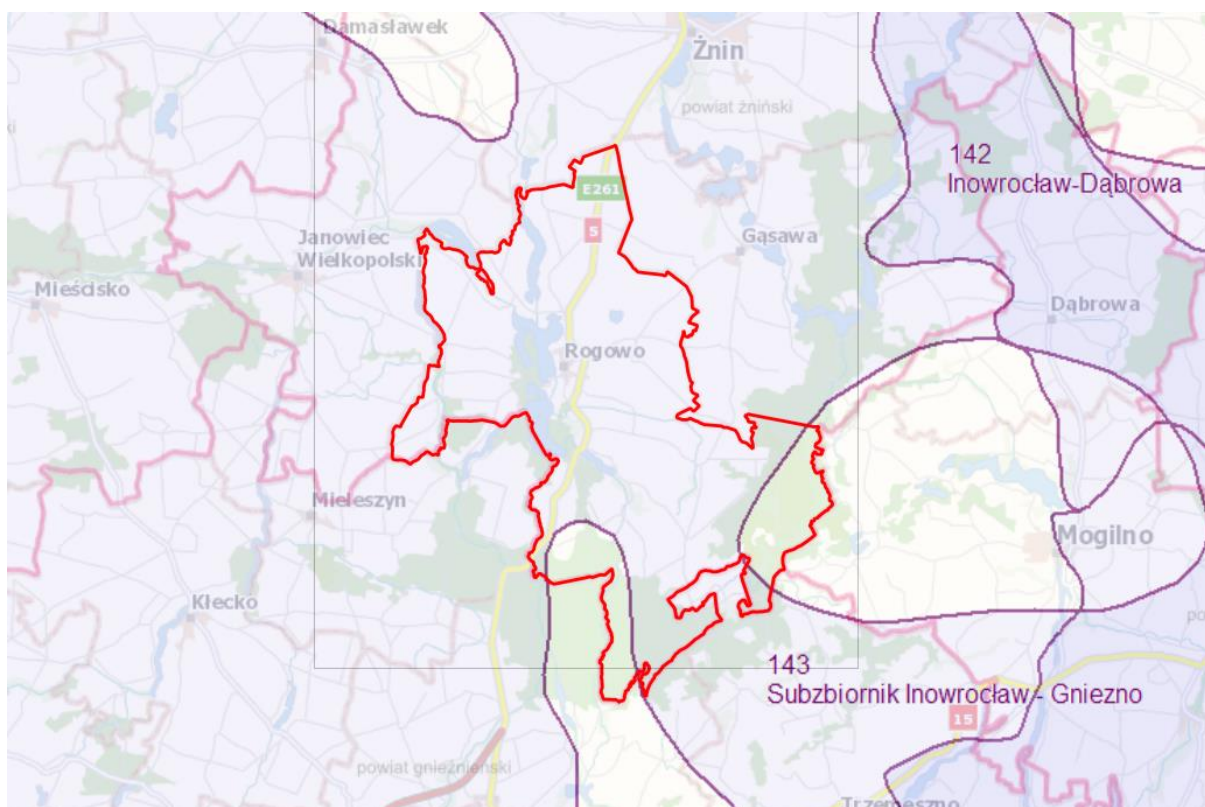 Damasławek
Żnin
powiat żniński
142
Inowrocław-Dąbrowa
E261
5
Janowiec
Wielkopolski
Gąsawa
Mieścisko
Dąbrowa
Rogowo
Mieleszyn
Mogilno
Kłecko
143
Subzbiornik Inowrocław - Gniezno
15
powiat gnieźnieński
Trzemeszno